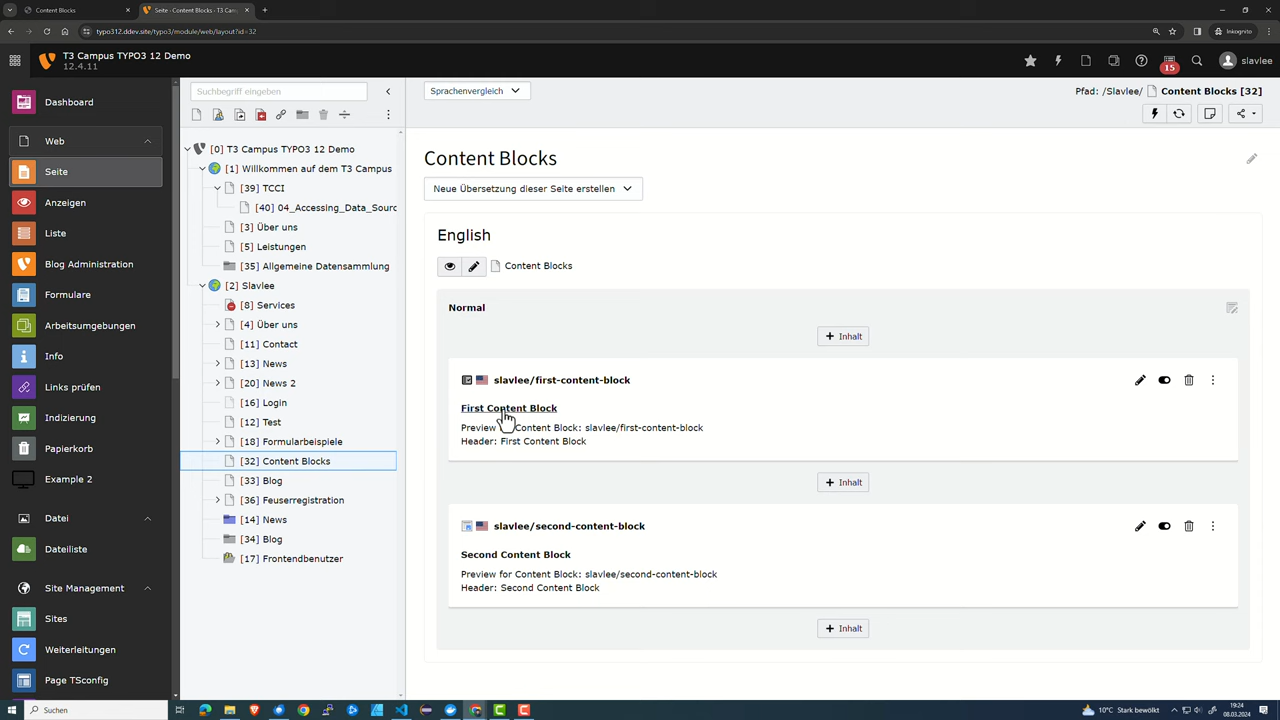 Content Blocks
Seite - Content Blocks - T3 Cam
typo312.ddev.site/typo3/module/web/layout?id=32
Inkognito
T3 Campus TYPO3 12 Demo
12.4.11
15
slavlee
Dashboard
Web
Seite
Anzeigen
Liste
Blog Administration
Formulare
Arbeitsumgebungen
Info
Links prüfen
Indizierung
Papierkorb
Example 2
Datei
Dateiliste
Site Management
Sites
Weiterleitungen
Page TSconfig
Suchbegriff eingeben
[0] T3 Campus TYPO3 12 Demo
[1] Willkommen auf dem T3 Campus
[39] TCCI
[40] 04_Accessing_Data_Sourc
[3] Über uns
[5] Leistungen
[35] Allgemeine Datensammlung
[2] Slavlee
[8] Services
[4] Über uns
[11] Contact
[13] News
[20] News 2
[16] Login
[12] Test
[18] Formularbeispiele
[32] Content Blocks
[33] Blog
[36] Feuserregistration
[14] News
[34] Blog
[17] Frontendbenutzer
Sprachenvergleich
Pfad: /Slavlee/ Content Blocks [32]
Content Blocks
Neue Übersetzung dieser Seite erstellen
English
Content Blocks
Normal
+ Inhalt
slavlee/first-content-block
First Content Block
Preview for Content Block: slavlee/first-content-block
Header: First Content Block
+ Inhalt
slavlee/second-content-block
Second Content Block
Preview for Content Block: slavlee/second-content-block
Header: Second Content Block
+ Inhalt
Suchen
10°C Stark bewölkt
19:24
08.03.2024